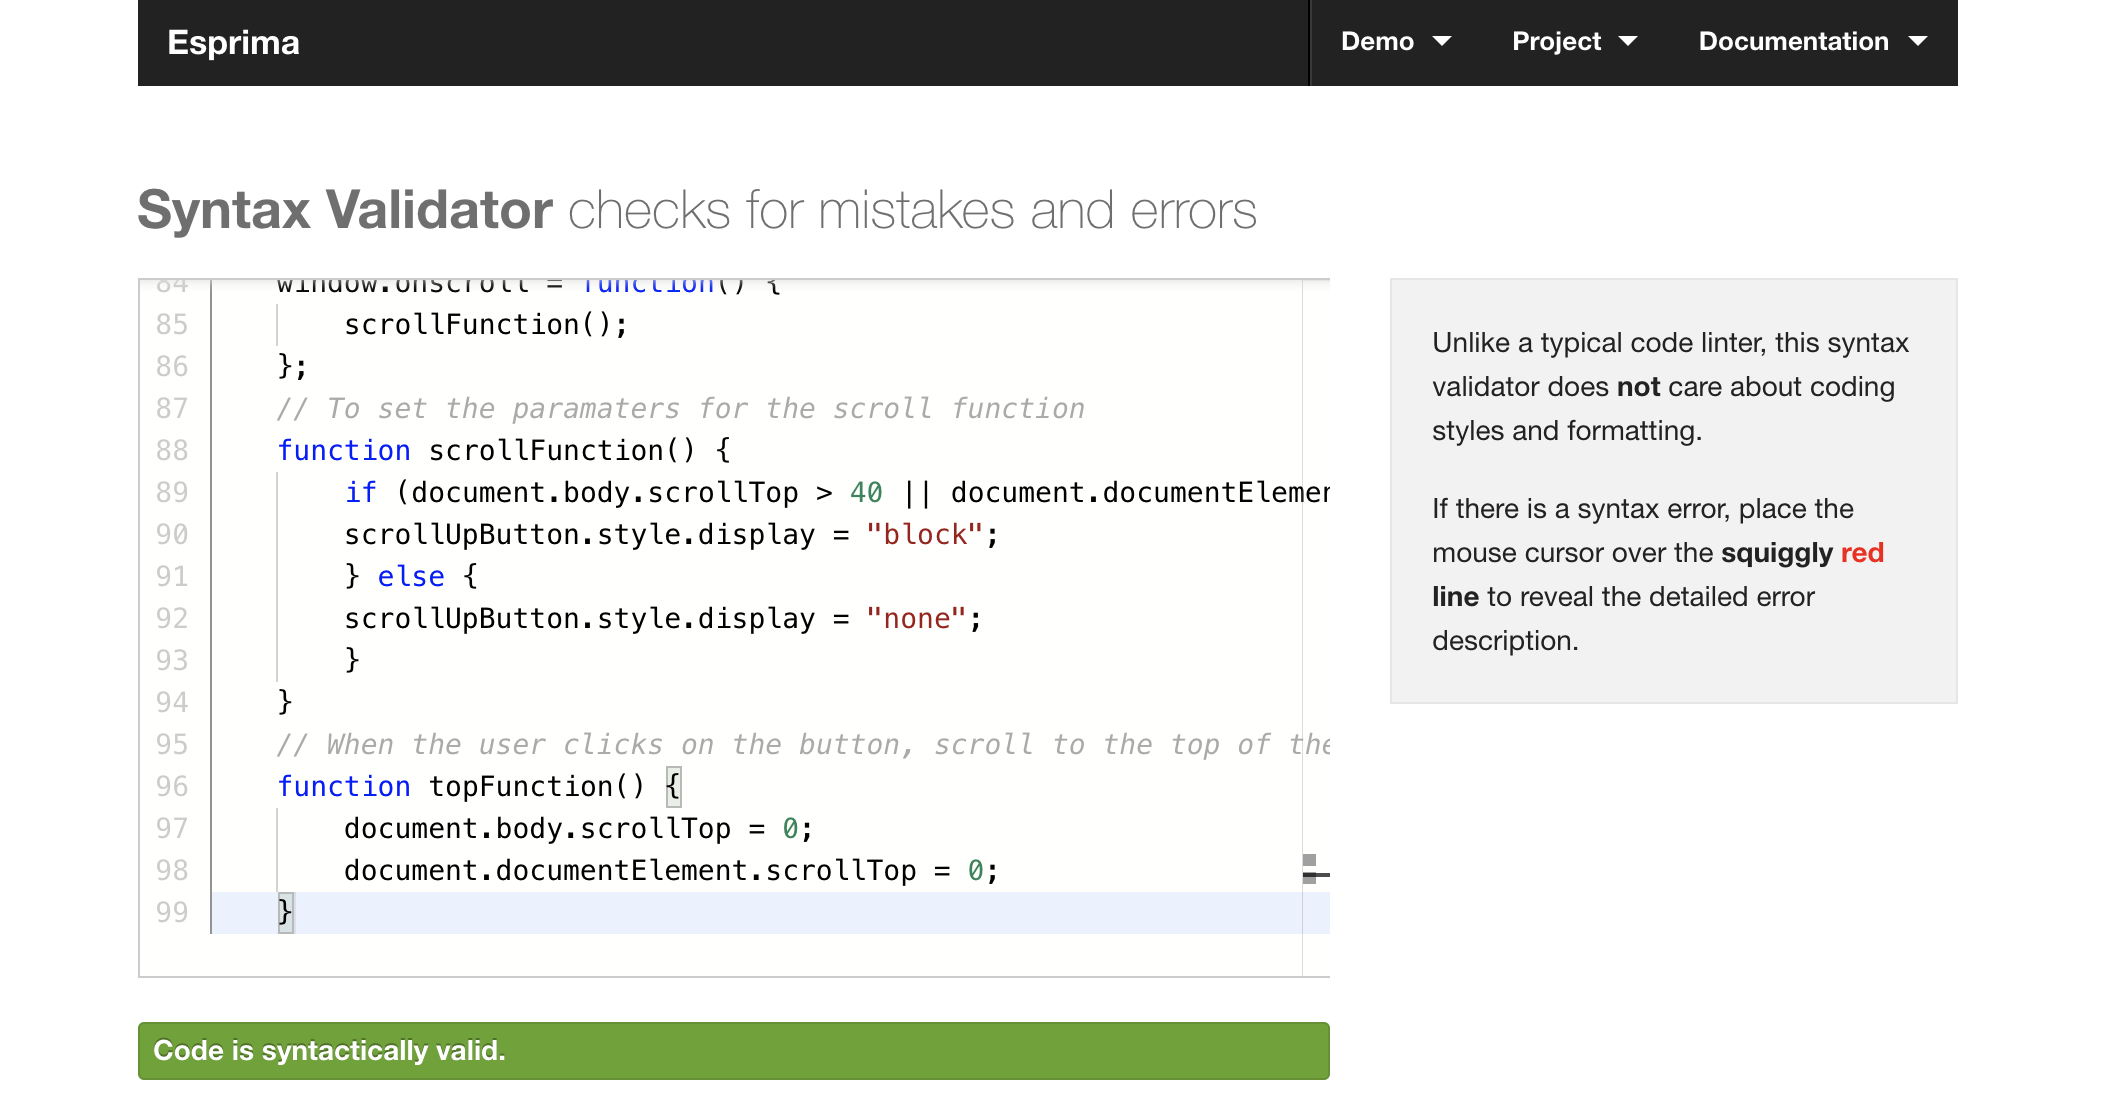 Esprima
Demo
Project
Documentation
Syntax Validator checks for mistakes and errors
84 window.onscroll = function() {
85 scrollFunction();
86 };
87 // To set the paramaters for the scroll function
88 function scrollFunction() {
89 if (document.body.scrollTop > 40 || document.documentElemen
90 scrollUpButton.style.display = "block";
91 } else {
92 scrollUpButton.style.display = "none";
93 }
94 }
95 // When the user clicks on the button, scroll to the top of the
96 function topFunction() {
97 document.body.scrollTop = 0;
98 document.documentElement.scrollTop = 0;
99 }
Code is syntactically valid.
Unlike a typical code linter, this syntax
validator does not care about coding
styles and formatting.
If there is a syntax error, place the
mouse cursor over the squiggly red
line to reveal the detailed error
description.